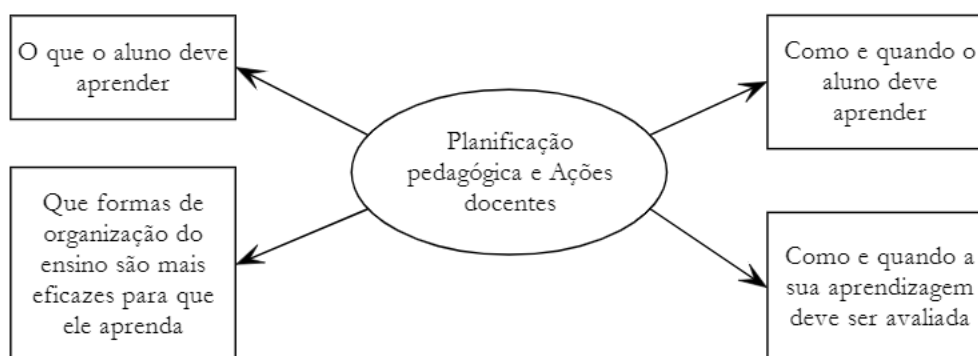 O que o aluno deve
aprender
Como e quando o
aluno deve
aprender
Planificação
pedagógica e Ações
docentes
Que formas de
organização do
ensino são mais
eficazes para que
ele aprenda
Como e quando a
sua aprendizagem
deve ser avaliada